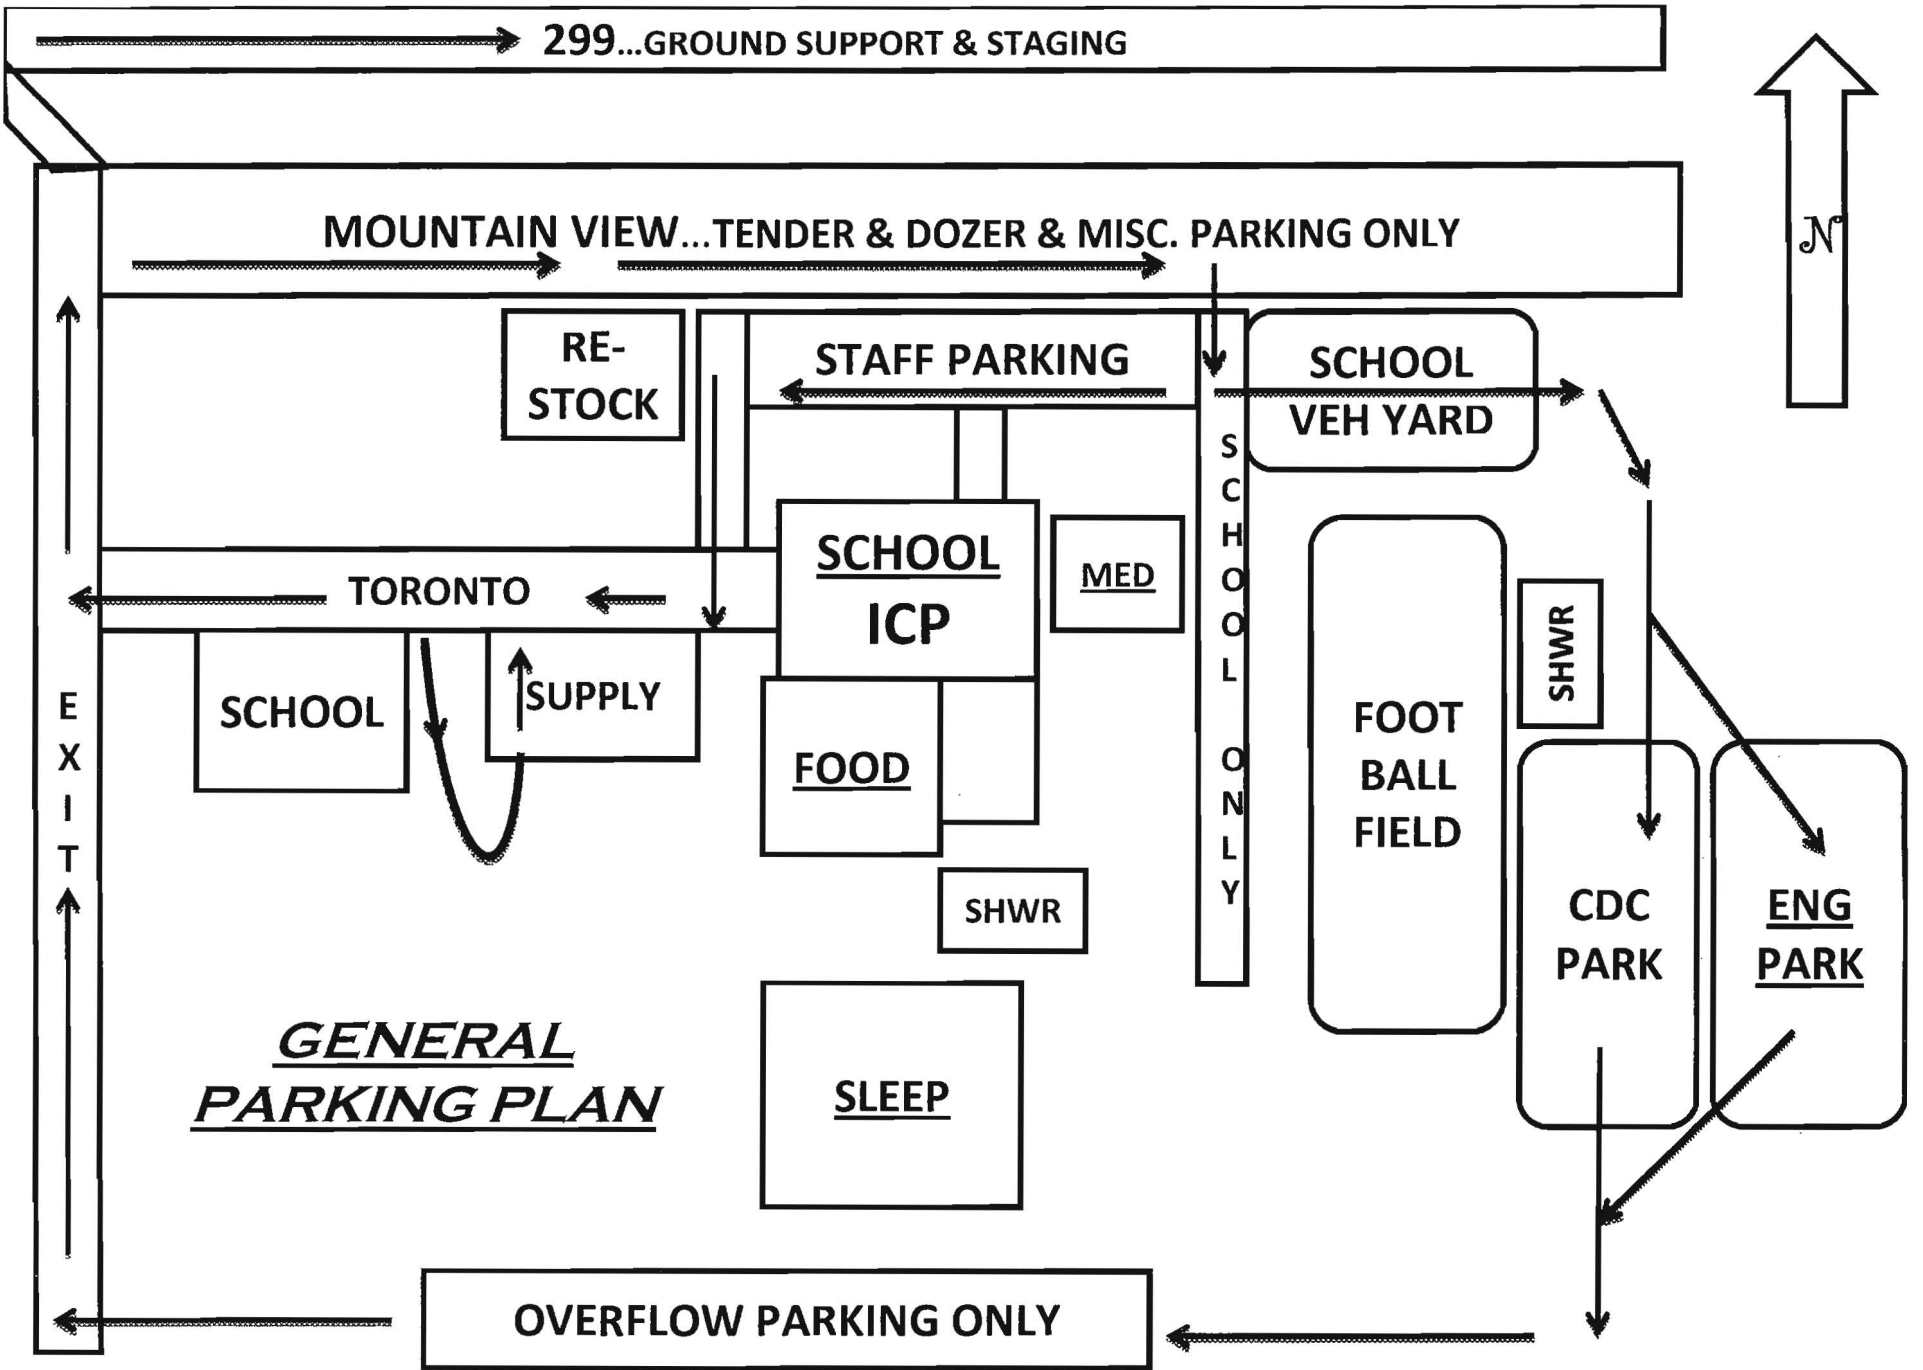 299...GROUND SUPPORT & STAGING
N
MOUNTAIN VIEW...TENDER & DOZER & MISC. PARKING ONLY
RE-
STOCK
STAFF PARKING
SCHOOL
VEH YARD
SCHOOL ONLY
SCHOOL
ICP
MED
TORONTO
SHWR
EXIT
SCHOOL
SUPPLY
FOOD
FOOT
BALL
FIELD
SHWR
CDC
PARK
ENG
PARK
GENERAL
PARKING PLAN
SLEEP
OVERFLOW PARKING ONLY